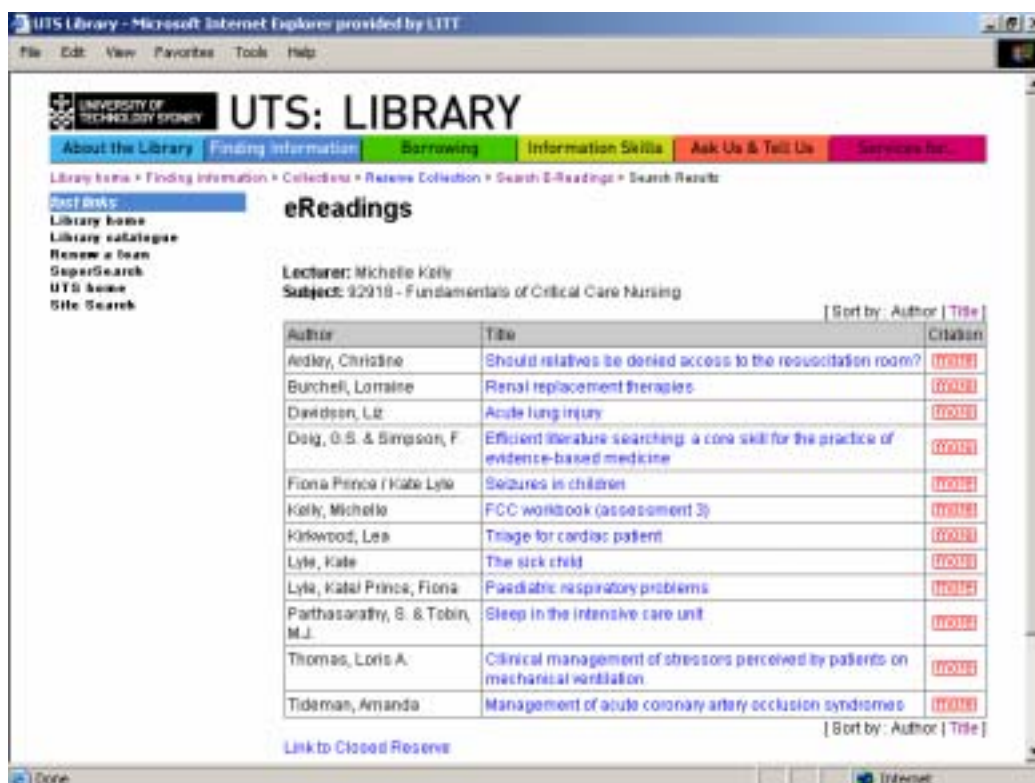 UTS Library - Microsoft Internet Explorer provided by LITT
File Edit View Favorites Tools Help
UNIVERSITY OF
TECHNOLOGY SYDNEY
UTS: LIBRARY
About the Library Finding Information Borrowing Information Skills Ask Us & Tell Us Services for...
Library home > Finding information > Collections > Reserve Collection > Search E-Readings > Search Results
fast links
Library home
Library catalogue
Renew a loan
SuperSearch
UTS home
Site Search
eReadings
Lecturer: Michelle Kelly
Subject: 92918 - Fundamentals of Critical Care Nursing
[ Sort by : Author | Title ]
Author Title Citation
Ardley, Christine Should relatives be denied access to the resuscitation room? more
Burchell, Lorraine Renal replacement therapies more
Davidson, Liz Acute lung injury more
Doig, G.S. & Simpson, F Efficient literature searching: a core skill for the practice of
evidence-based medicine more
Fiona Prince / Kate Lyle Seizures in children more
Kelly, Michelle FCC workbook (assessment 3) more
Kirkwood, Lea Triage for cardiac patient more
Lyle, Kate The sick child more
Lyle, Kate/ Prince, Fiona Paediatric respiratory problems more
Parthasarathy, S. & Tobin, Sleep in the intensive care unit more
M.J.
Thomas, Loris A. Clinical management of stressors perceived by patients on
mechanical ventilation more
Tideman, Amanda Management of acute coronary artery occlusion syndromes more
[ Sort by : Author | Title ]
Link to Closed Reserve
Done Internet